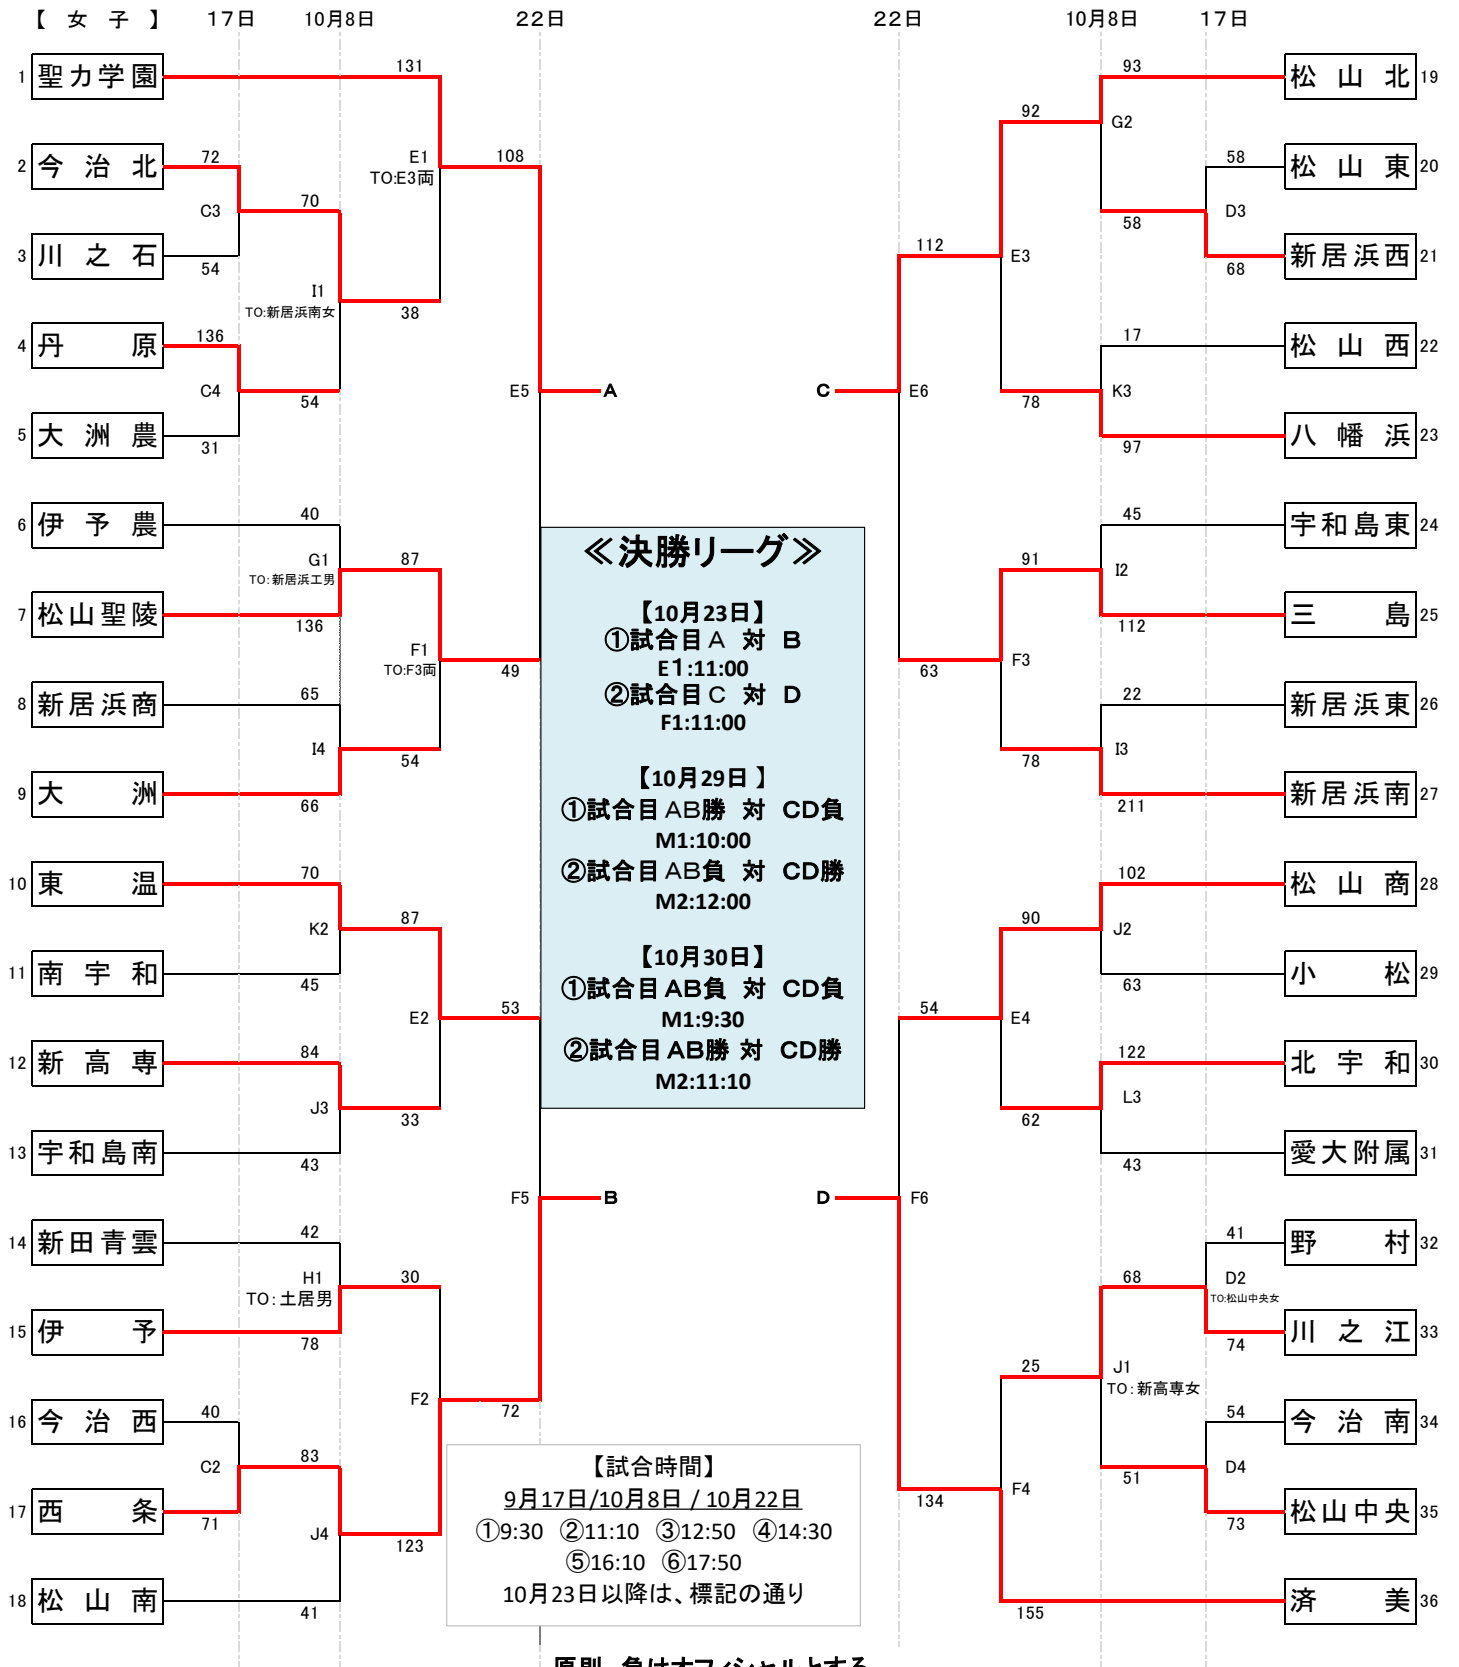 【 女 子 】 17日 10月8日 22日 22日 10月8日 17日
1 聖カ学園 131
2 今治北 72
C3
3 川之石 54
70
I1
TO:新居浜南女
38
E1
TO:E3両
108
4 丹原 136
C4
5 大洲農 31
54
E5 A
6 伊予農 40
G1
TO:新居浜工男
7 松山聖陵 136
87
F1
TO:F3両
49
8 新居浜商 65
I4
9 大洲 66
54
10 東温 70
K2
11 南宇和 45
87
E2
53
12 新高専 84
J3
13 宇和島南 43
33
F5 B
14 新田青雲 42
H1
TO:土居男
15 伊予 78
30
F2
72
16 今治西 40
C2
17 西条 71
83
J4
123
18 松山南 41
≪決勝リーグ≫
【10月23日】
①試合目A 対 B
E1:11:00
②試合目C 対 D
F1:11:00
【10月29日 】
①試合目AB勝 対 CD負
M1:10:00
②試合目AB負 対 CD勝
M2:12:00
【10月30日】
①試合目AB負 対 CD負
M1:9:30
②試合目AB勝 対 CD勝
M2:11:10
93 松山北 19
92
G2
58 松山東 20
D3
58
68 新居浜西 21
112
E3
17 松山西 22
K3
78
97 八幡浜 23
C E6
45 宇和島東 24
91
I2
112 三島 25
63
F3
22 新居浜東 26
I3
78
211 新居浜南 27
102 松山商 28
90
J2
63 小松 29
54
E4
122 北宇和 30
L3
62
43 愛大附属 31
D F6
41 野村 32
68
D2
TO:松山中央女
74 川之江 33
25
J1
TO:新高専女
54 今治南 34
D4
51
73 松山中央 35
134
F4
155 済美 36
【試合時間】
9月17日/10月8日 / 10月22日
①9:30 ②11:10 ③12:50 ④14:30
⑤16:10 ⑥17:50
10月23日以降は、標記の通り
原則、負けオフィシャルとする